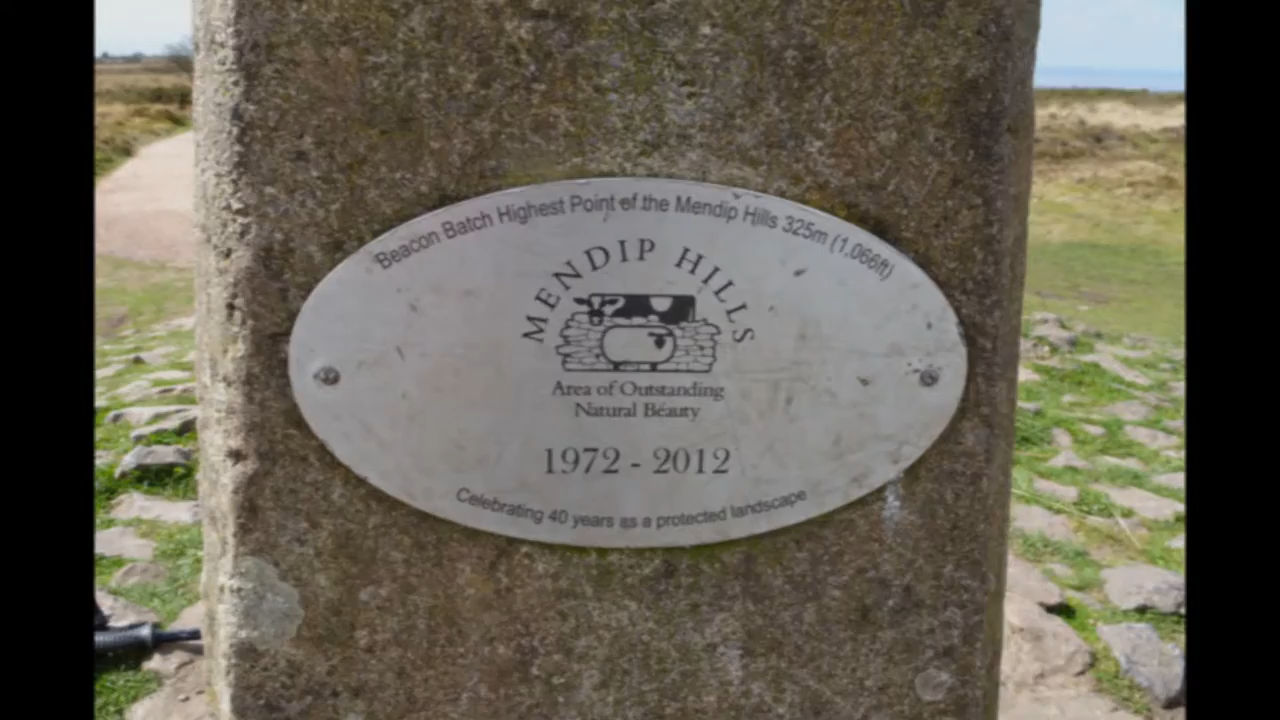 Beacon Batch Highest Point of the Mendip Hills 325m (1,066ft)
MENDIP HILLS
Area of Outstanding
Natural Beauty
1972 - 2012
Celebrating 40 years as a protected landscape